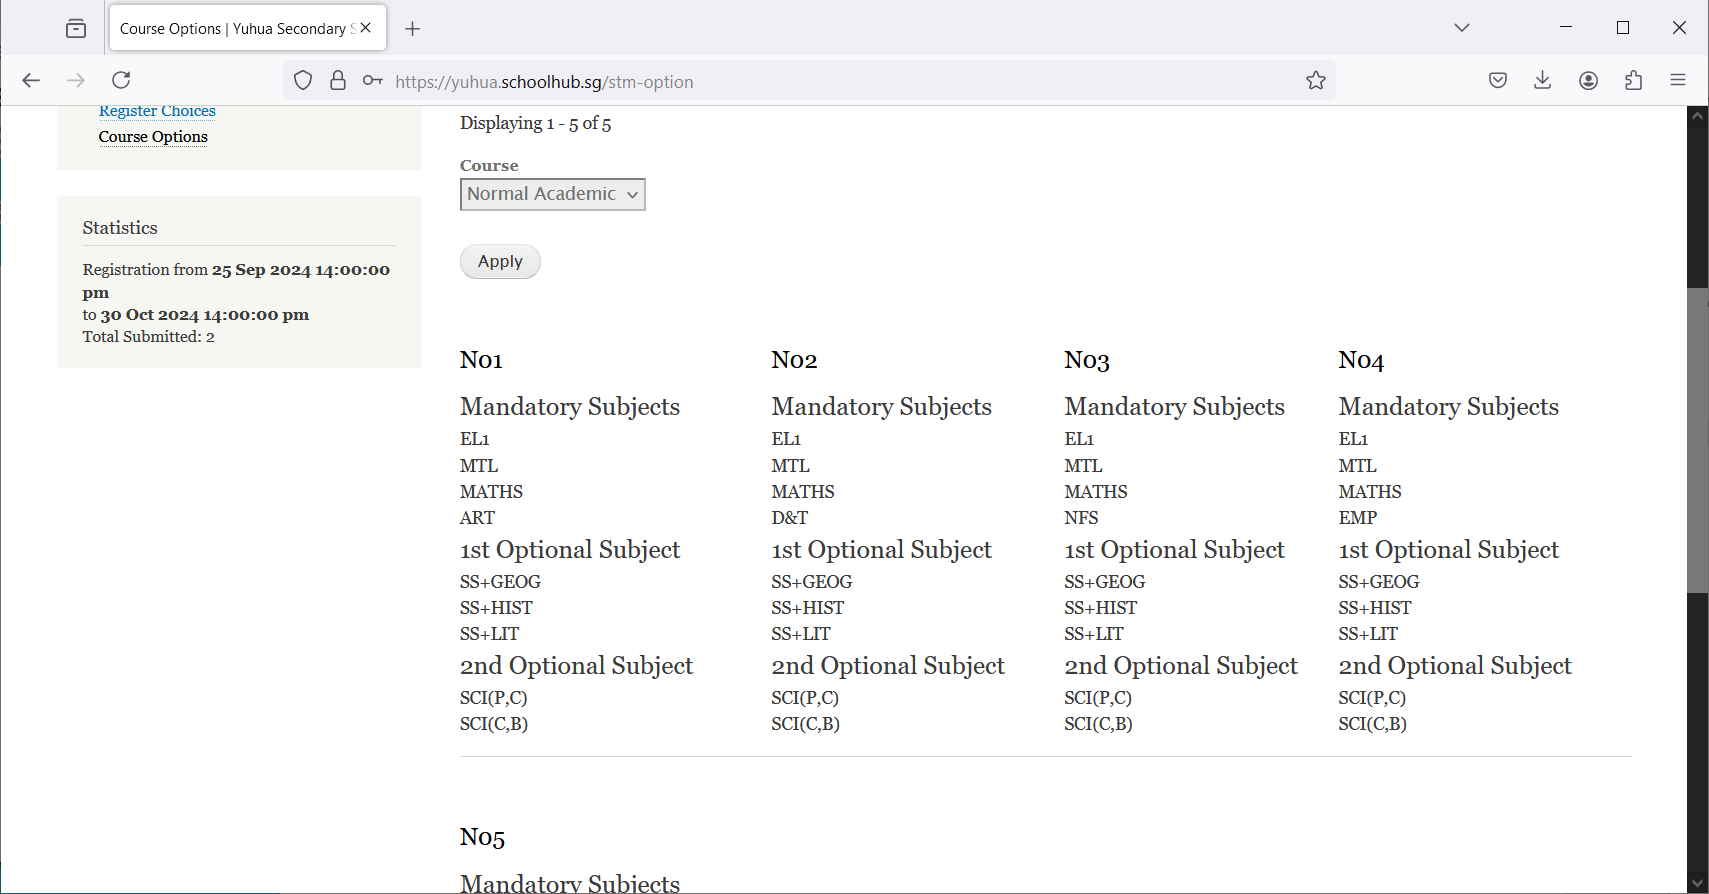 Course Options | Yuhua Secondary S
https://yuhua.schoolhub.sg/stm-option
Register Choices
Course Options
Statistics
Registration from 25 Sep 2024 14:00:00
pm
to 30 Oct 2024 14:00:00 pm
Total Submitted: 2
Displaying 1 - 5 of 5
Course
Normal Academic
Apply
N01
Mandatory Subjects
EL1
MTL
MATHS
ART
1st Optional Subject
SS+GEOG
SS+HIST
SS+LIT
2nd Optional Subject
SCI(P,C)
SCI(C,B)
N02
Mandatory Subjects
EL1
MTL
MATHS
D&T
1st Optional Subject
SS+GEOG
SS+HIST
SS+LIT
2nd Optional Subject
SCI(P,C)
SCI(C,B)
N03
Mandatory Subjects
EL1
MTL
MATHS
NFS
1st Optional Subject
SS+GEOG
SS+HIST
SS+LIT
2nd Optional Subject
SCI(P,C)
SCI(C,B)
N04
Mandatory Subjects
EL1
MTL
MATHS
EMP
1st Optional Subject
SS+GEOG
SS+HIST
SS+LIT
2nd Optional Subject
SCI(P,C)
SCI(C,B)
N05
Mandatory Subjects